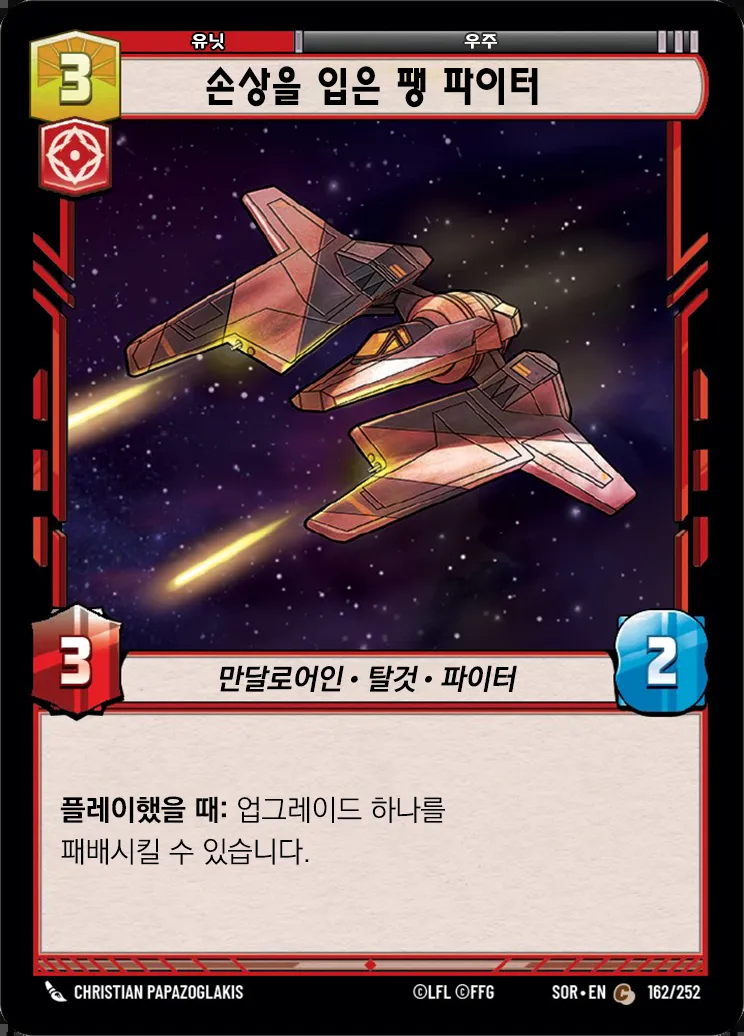 유닛
우주
3
손상을 입은 팽 파이터
3
만달로어인 • 탈것 • 파이터
2
플레이했을 때: 업그레이드 하나를
패배시킬 수 있습니다.
CHRISTIAN PAPAZOGLAKIS
©LFL ©FFG
SOR • EN C 162/252